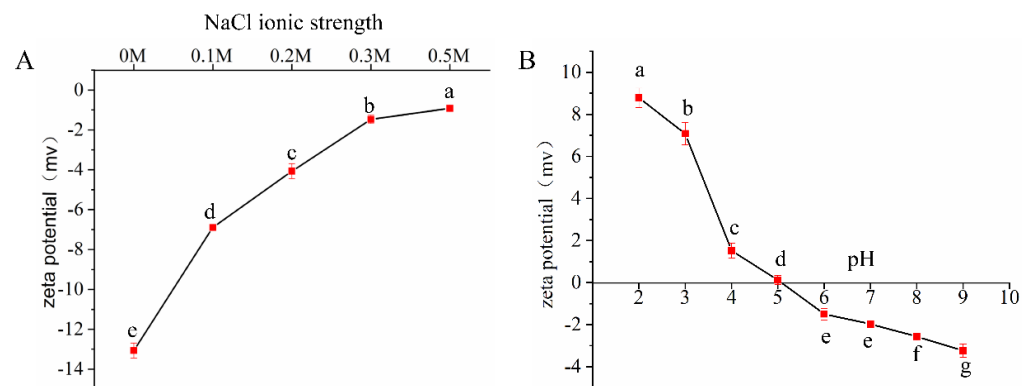 NaCl ionic strength
A
0M 0.1M 0.2M 0.3M 0.5M
zeta potential（mv）
0
-2
-4
-6
-8
-10
-12
-14
e
d
c
b
a
B
zeta potential（mv）
10
8
6
4
2
0
-2
-4
a
b
c
d
pH
2 3 4 5 6 7 8 9 10
e
e
f
g